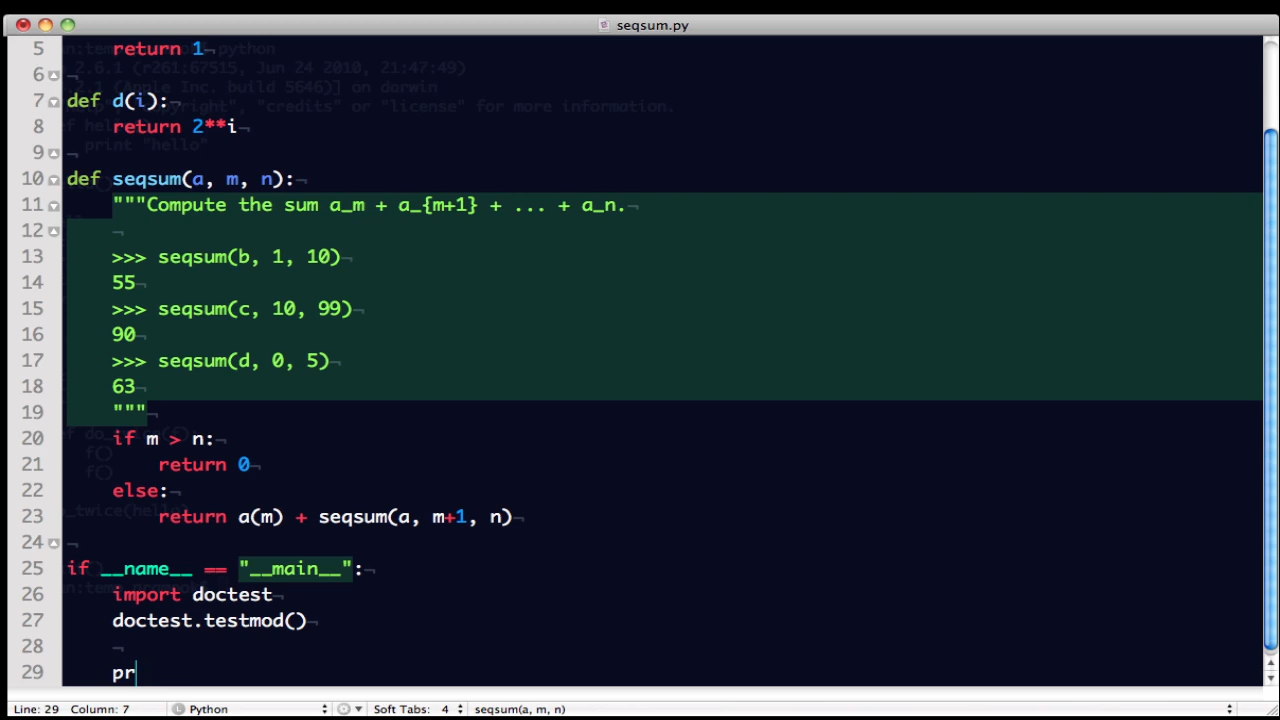 seqsum.py
5 return 1
6
7 def d(i):
8 return 2**i
9
10 def seqsum(a, m, n):
11 """Compute the sum a_m + a_{m+1} + ... + a_n.
12
13 >>> seqsum(b, 1, 10)
14 55
15 >>> seqsum(c, 10, 99)
16 90
17 >>> seqsum(d, 0, 5)
18 63
19 """
20 if m > n:
21 return 0
22 else:
23 return a(m) + seqsum(a, m+1, n)
24
25 if __name__ == "__main__":
26 import doctest
27 doctest.testmod()
28
29 pr
Line: 29 Column: 7 L Python Soft Tabs: 4 seqsum(a, m, n)